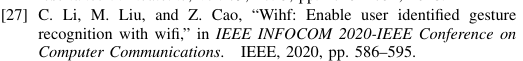 [27] C. Li, M. Liu, and Z. Cao, “Wihf: Enable user identified gesture
recognition with wifi,” in IEEE INFOCOM 2020-IEEE Conference on
Computer Communications. IEEE, 2020, pp. 586–595.